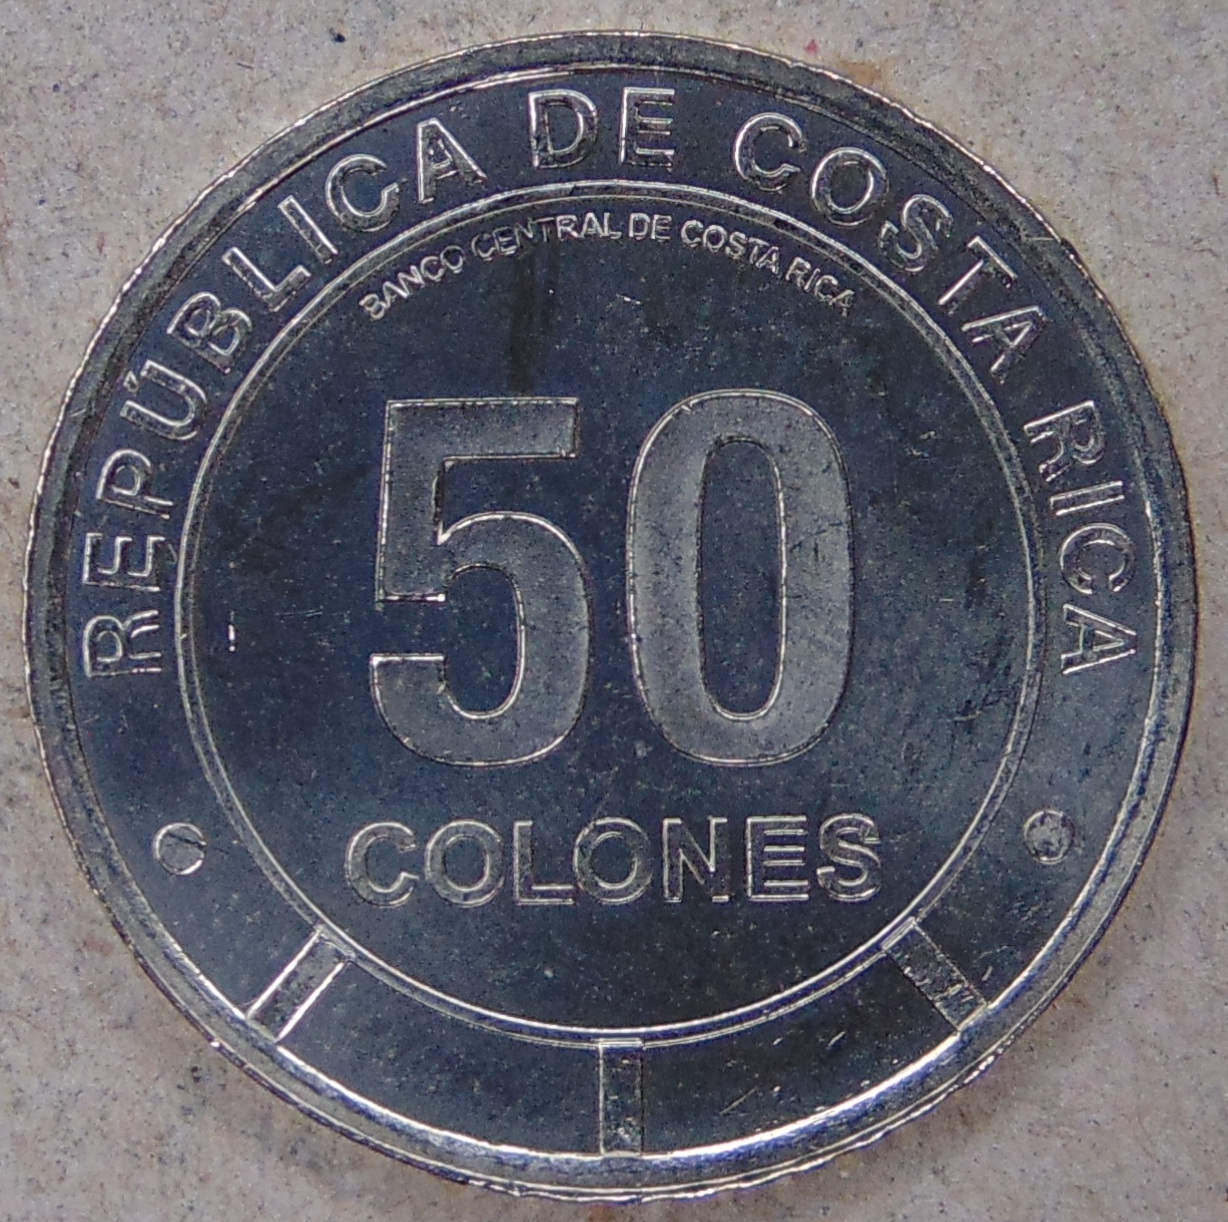 REPÚBLICA DE COSTA RICA
BANCO CENTRAL DE COSTA RICA
50
COLONES